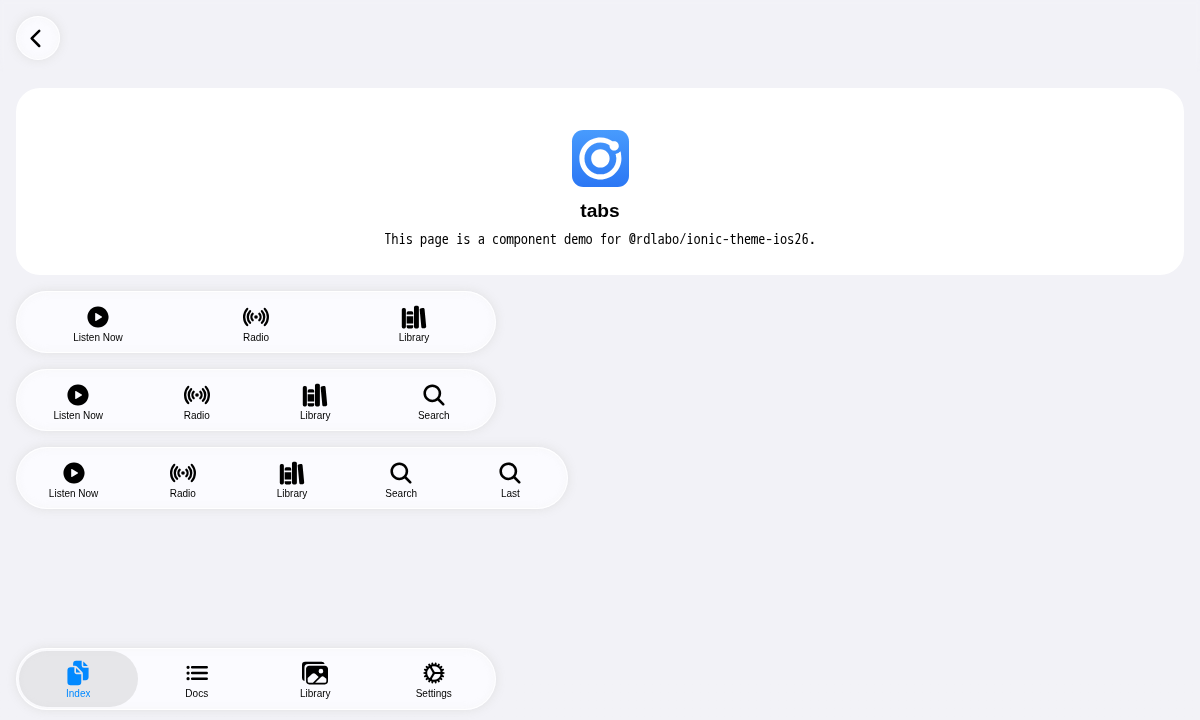 tabs
This page is a component demo for @rdlabo/ionic-theme-ios26.
Listen Now Radio Library
Listen Now Radio Library Search
Listen Now Radio Library Search Last
Index Docs Library Settings